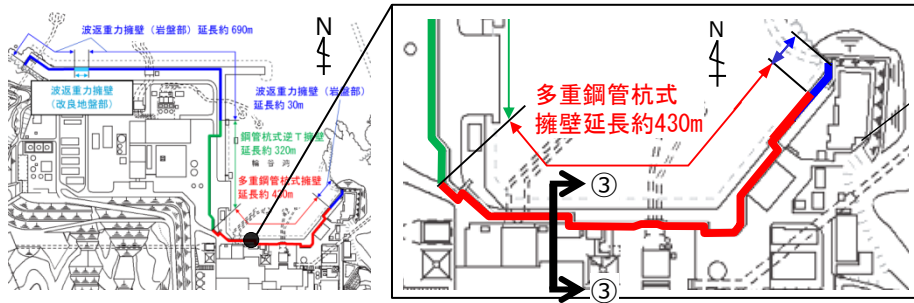 波返重力擁壁（岩盤部）延長約690m
N
波返重力擁壁
（改良地盤部）
波返重力擁壁（岩盤部）
延長約30m
鋼管杭式逆T擁壁
延長約320m
輪谷湾
多重鋼管杭式擁壁
延長約430m
N
多重鋼管杭式
擁壁延長約430m
③
③